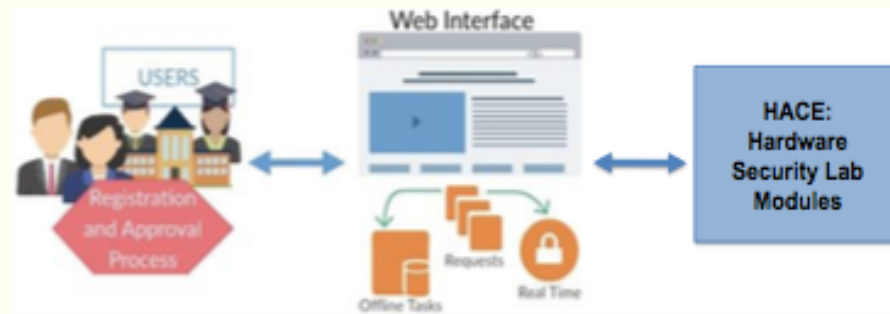 Web Interface
USERS
Registration
and Approval
Process
Requests
Offline Tasks
Real Time
HACE:
Hardware
Security Lab
Modules